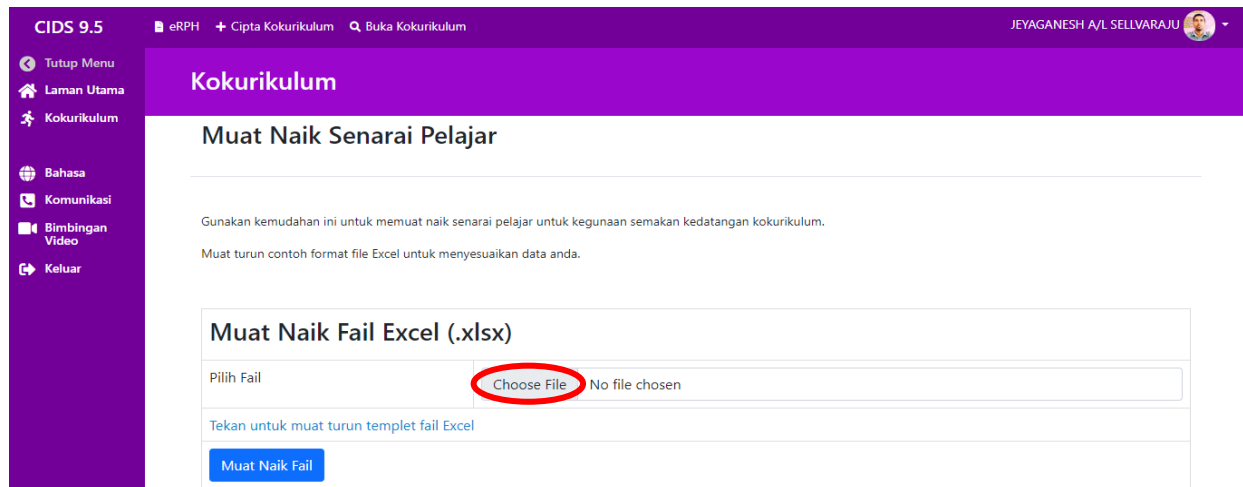 CIDS 9.5
eRPH + Cipta Kokurikulum Buka Kokurikulum
JEYAGANESH A/L SELLVARAJU
Tutup Menu
Laman Utama
Kokurikulum
Bahasa
Komunikasi
Bimbingan
Video
Keluar
Kokurikulum
Muat Naik Senarai Pelajar
Gunakan kemudahan ini untuk memuat naik senarai pelajar untuk kegunaan semakan kedatangan kokurikulum.
Muat turun contoh format file Excel untuk menyesuaikan data anda.
Muat Naik Fail Excel (.xlsx)
Pilih Fail
Choose File No file chosen
Tekan untuk muat turun templet fail Excel
Muat Naik Fail